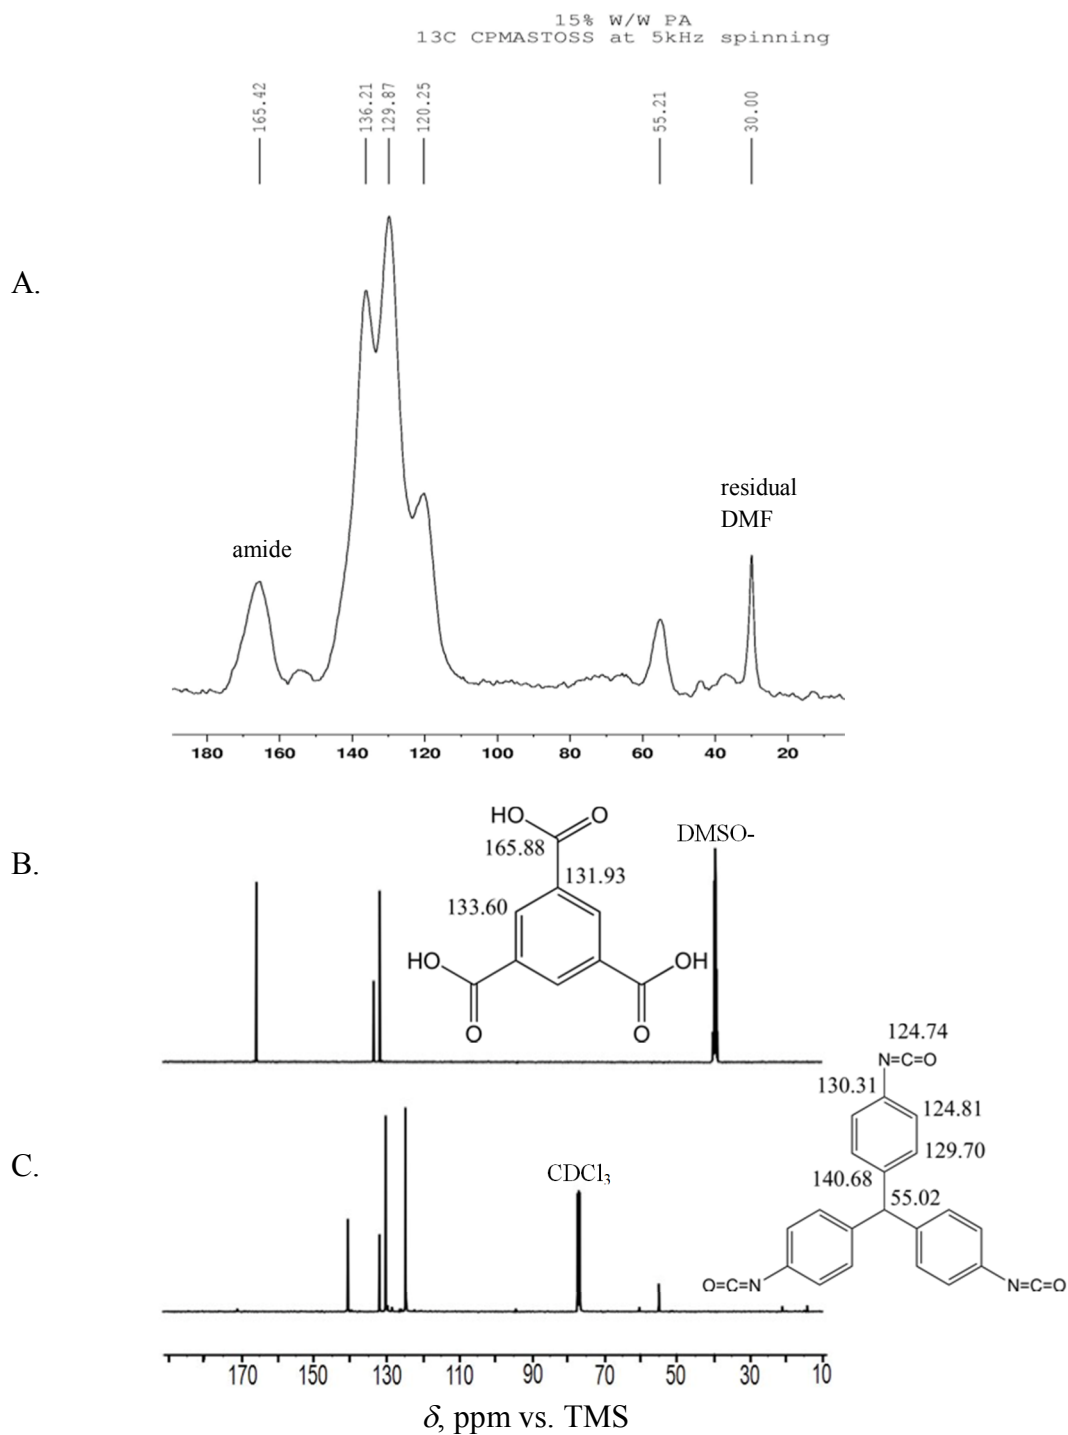 15% W/W PA
13C CPMASTOSS at 5kHz spinning
165.42
136.21
129.87
120.25
55.21
30.00
A.
residual
DMF
amide
180 160 140 120 100 80 60 40 20
B.
HO O
165.88
131.93
133.60
HO OH
O O
DMSO-
C.
CDCl3
124.74
N=C=O
130.31
124.81
129.70
140.68
55.02
O=C=N N=C=O
170 150 130 110 90 70 50 30 10
δ, ppm vs. TMS